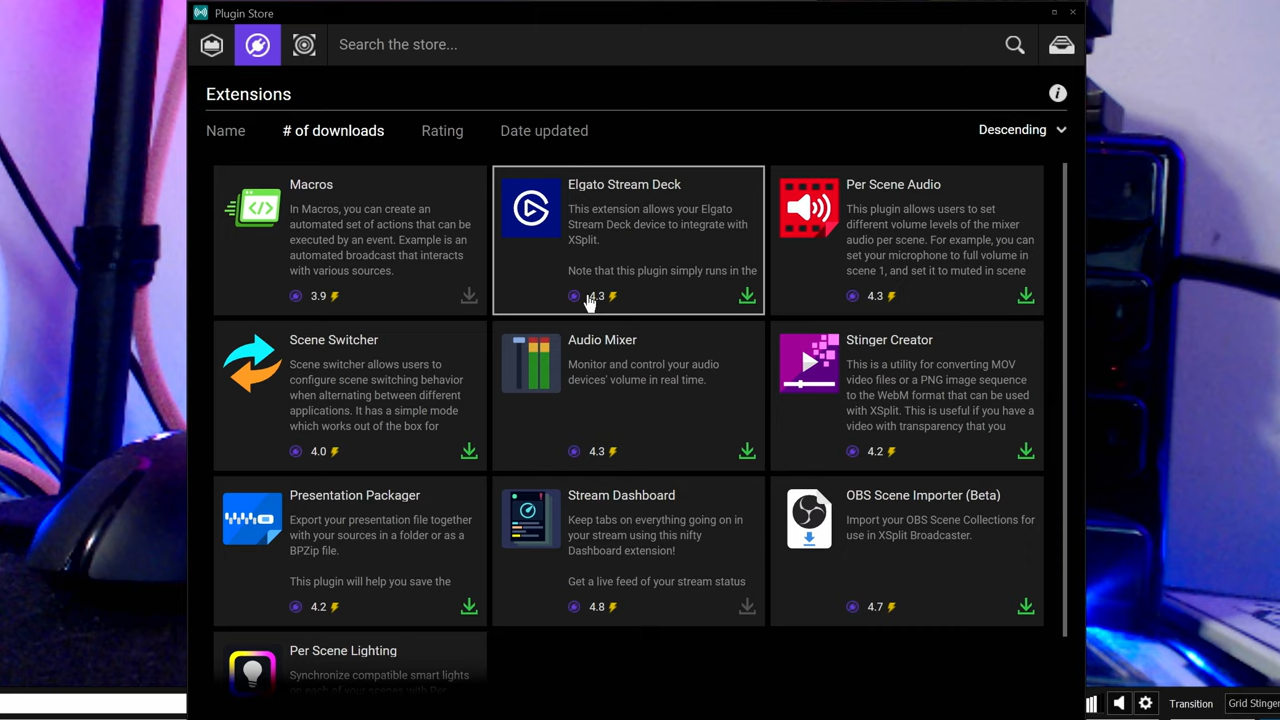 Plugin Store
Search the store...
Extensions
Name
# of downloads
Rating
Date updated
Descending
Macros
In Macros, you can create an
automated set of actions that can be
executed by an event. Example is an
automated broadcast that interacts
with various sources.
3.9
Elgato Stream Deck
This extension allows your Elgato
Stream Deck device to integrate with
XSplit.
Note that this plugin simply runs in the
4.3
Per Scene Audio
This plugin allows users to set
different volume levels of the mixer
audio per scene. For example, you can
set your microphone to full volume in
scene 1, and set it to muted in scene
4.3
Scene Switcher
Scene switcher allows users to
configure scene switching behavior
when alternating between different
applications. It has a simple mode
which works out of the box for
4.0
Audio Mixer
Monitor and control your audio
devices' volume in real time.
4.3
Stinger Creator
This is a utility for converting MOV
video files or a PNG image sequence
to the WebM format that can be used
with XSplit. This is useful if you have a
video with transparency that you
4.2
Presentation Packager
Export your presentation file together
with your sources in a folder or as a
BPZip file.
This plugin will help you save the
4.2
Stream Dashboard
Keep tabs on everything going on in
your stream using this nifty
Dashboard extension!
Get a live feed of your stream status
4.8
OBS Scene Importer (Beta)
Import your OBS Scene Collections for
use in XSplit Broadcaster.
4.7
Per Scene Lighting
Synchronize compatible smart lights
on each of your scenes with Per
Transition
Grid Stinger